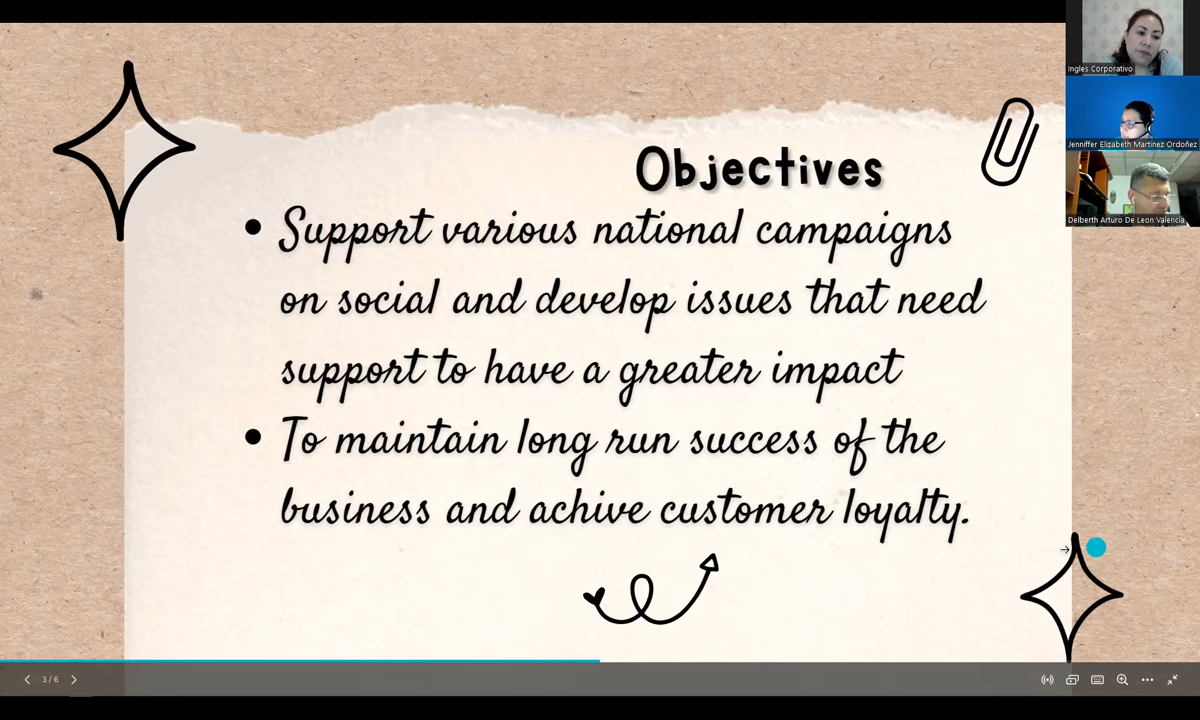 Objectives
• Support various national campaigns
on social and develop issues that need
support to have a greater impact
• To maintain long run success of the
business and achive customer loyalty.
Ingles Corporativo
Jenniffer Elizabeth Martinez Ordoñez
Delberth Arturo De Leon Valencia
3 / 6